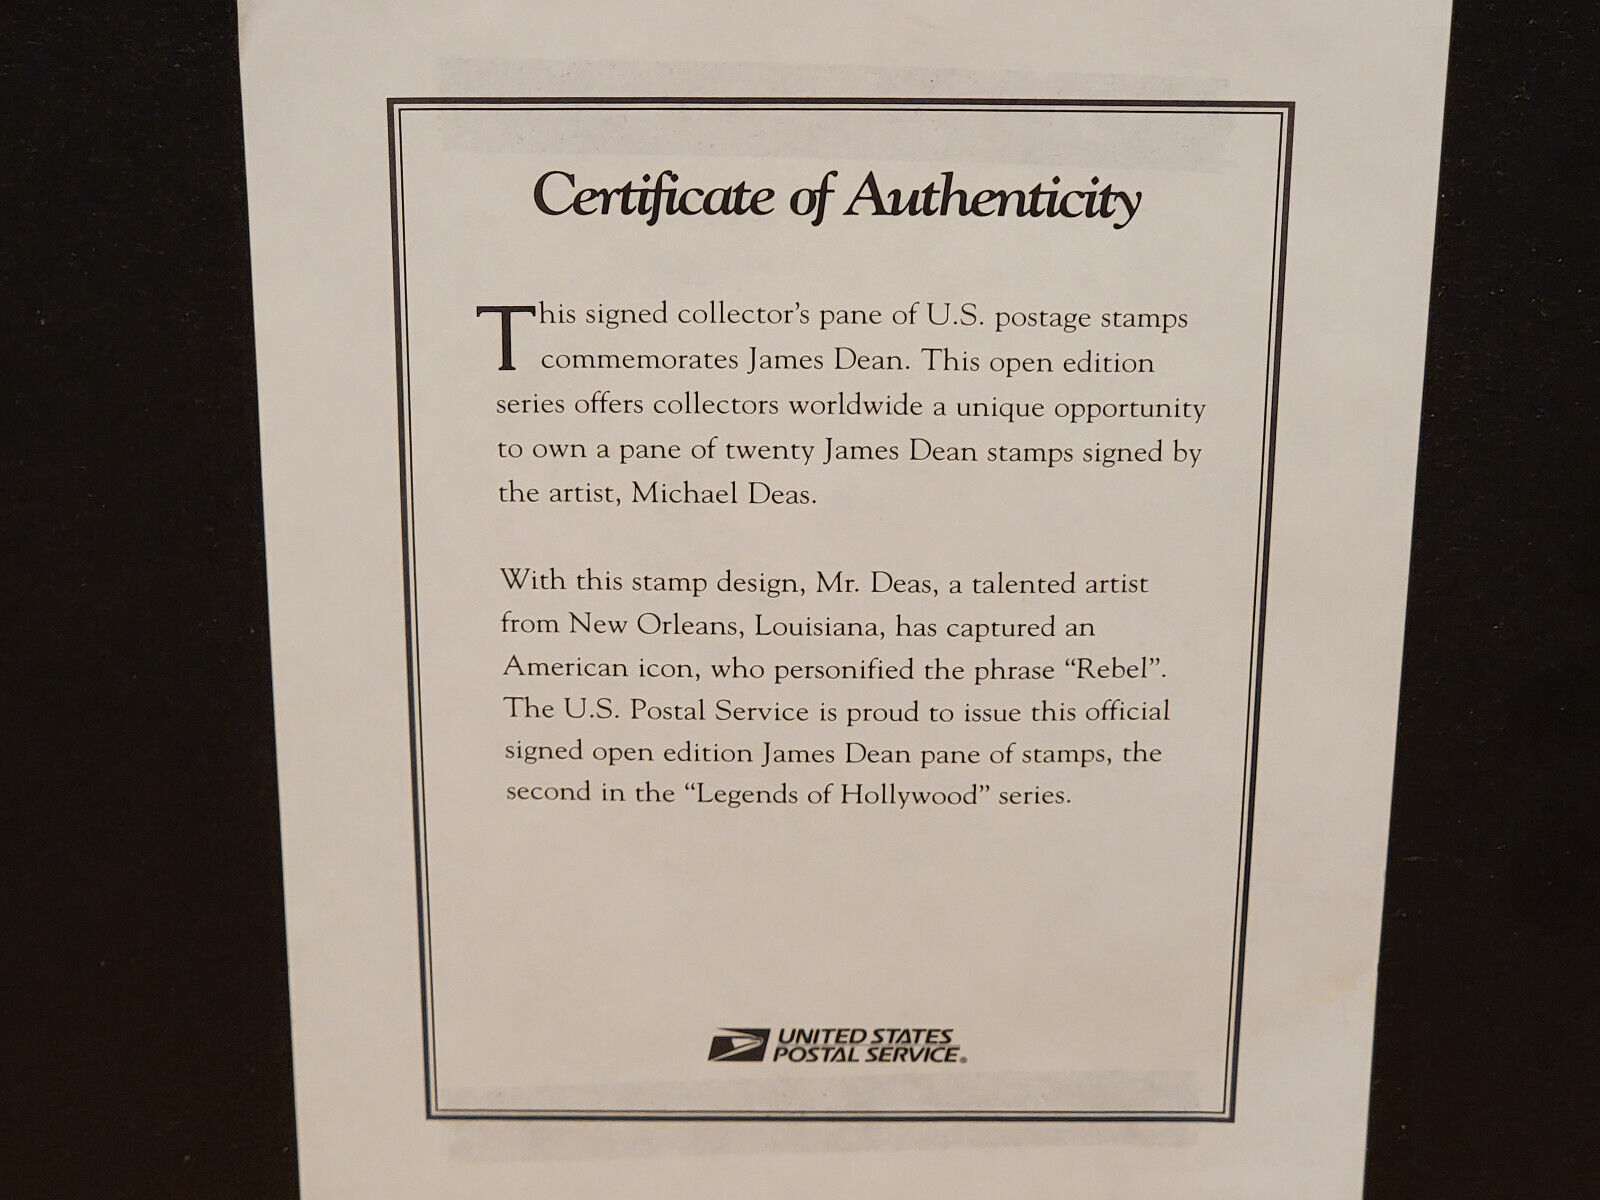 Certificate of Authenticity
This signed collector's pane of U.S. postage stamps
commemorates James Dean. This open edition
series offers collectors worldwide a unique opportunity
to own a pane of twenty James Dean stamps signed by
the artist, Michael Deas.
With this stamp design, Mr. Deas, a talented artist
from New Orleans, Louisiana, has captured an
American icon, who personified the phrase “Rebel”.
The U.S. Postal Service is proud to issue this official
signed open edition James Dean pane of stamps, the
second in the “Legends of Hollywood” series.
UNITED STATES
POSTAL SERVICE®